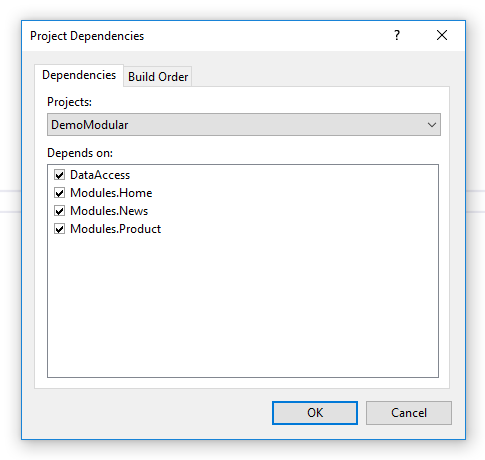 Project Dependencies
?
Dependencies
Build Order
Projects:
DemoModular
Depends on:
DataAccess
Modules.Home
Modules.News
Modules.Product
OK
Cancel